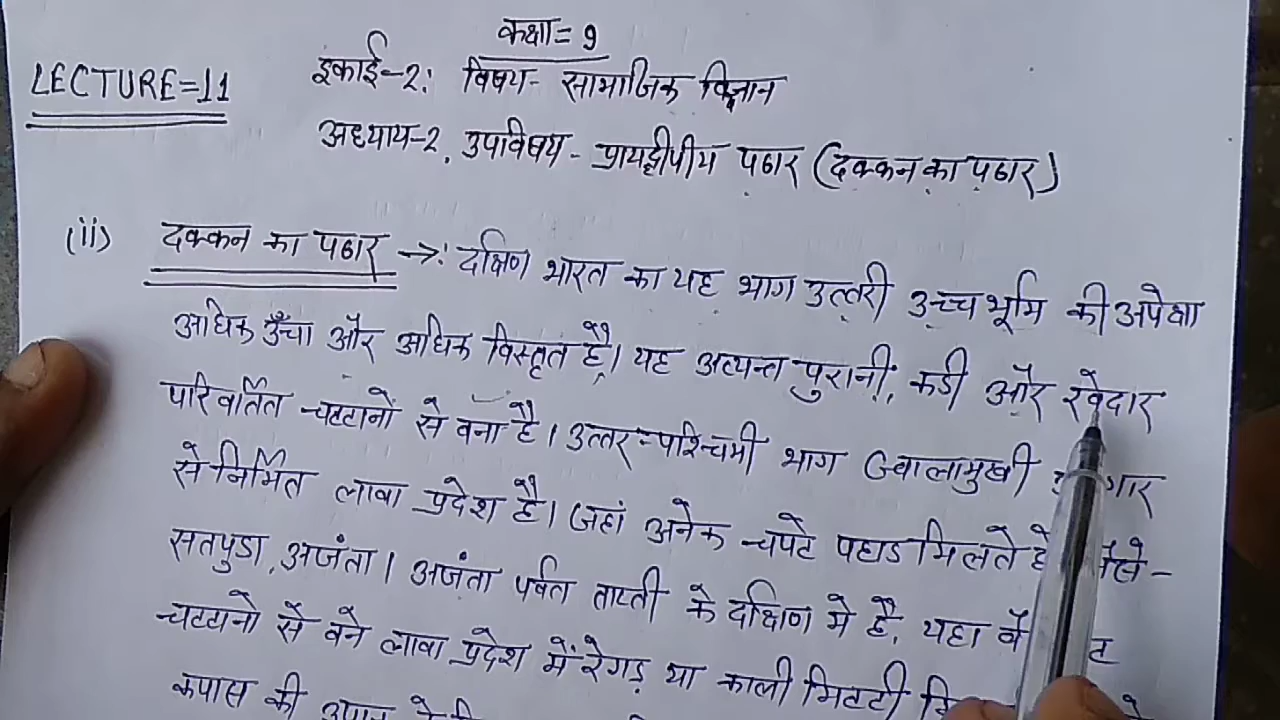 कक्षा= 9
LECTURE=11
इकाई-2: विषय- सामाजिक विज्ञान
अध्याय-2, उपविषय- प्रायद्वीपीय पठार (दक्कन का पठार)
(ii) दक्कन का पठार →: दक्षिण भारत का यह भाग उत्तरी उच्च भूमि की अपेक्षा
अधिक ऊँचा और अधिक विस्तृत है। यह अत्यन्त पुरानी, कडी और रवेदार
परिवर्तित चट्टानों से बना है। उत्तर-पश्चिमी भाग ज्वालामुखी
से निर्मित लावा प्रदेश है। जहां अनेक चपटे पहाड मिलते
सतपुडा, अजंता। अजंता पर्वत ताप्ती के दक्षिण मे है, यहा
चट्टानो से बने लावा प्रदेश में रेगड़ या काली मिटटी
कपास की